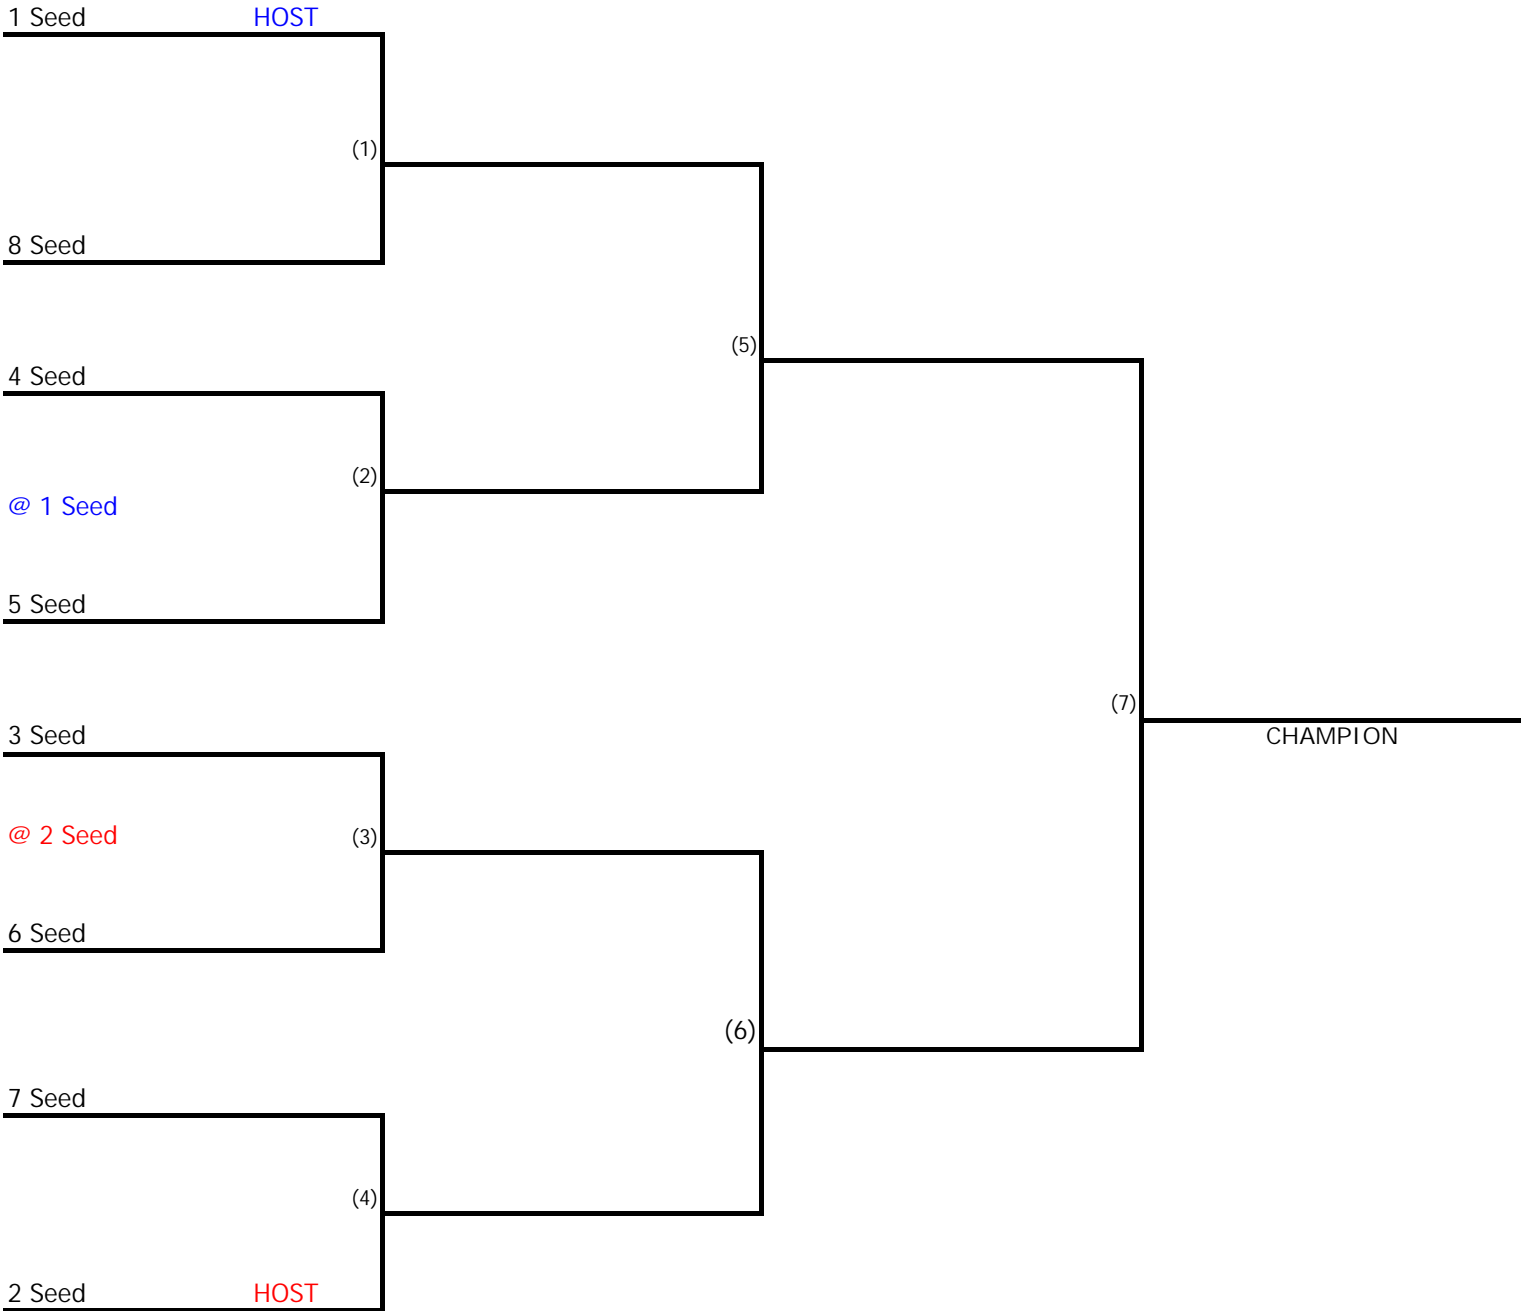 1 Seed HOST
(1)
8 Seed
(5)
4 Seed
(2)
@ 1 Seed
5 Seed
(7)
3 Seed
CHAMPION
@ 2 Seed
(3)
6 Seed
(6)
7 Seed
(4)
2 Seed HOST